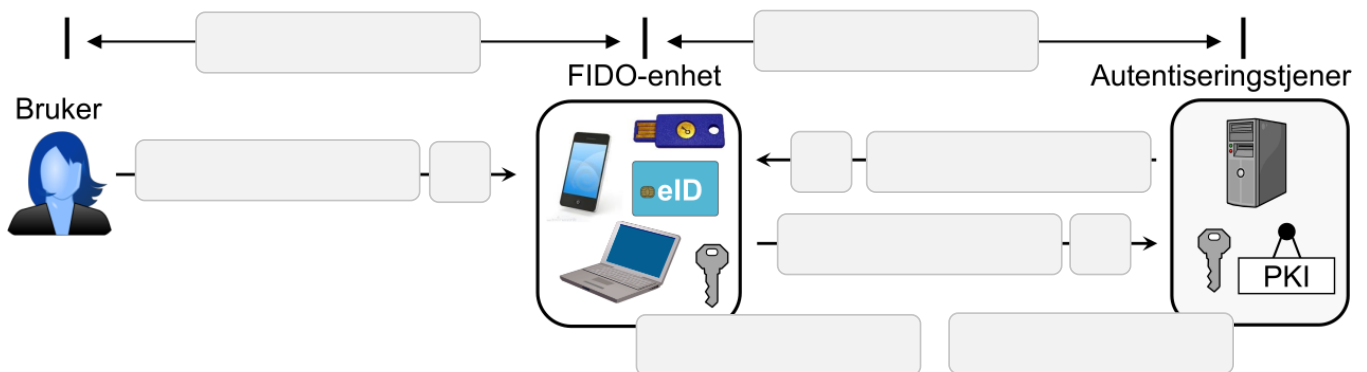 FIDO-enhet
Autentiseringstjener
Bruker
eID
PKI